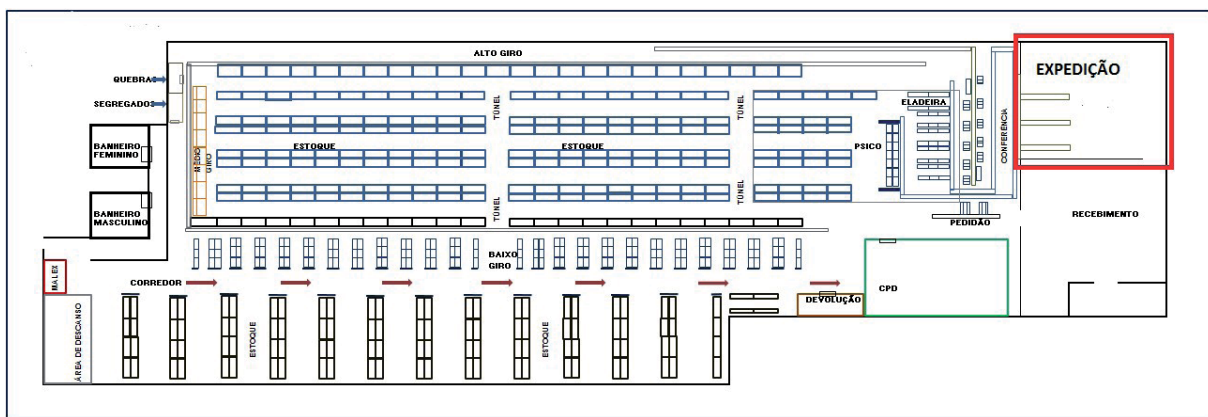 ALTO GIRO
EXPEDIÇÃO
QUEBRA
SEGREGADOS
TÚNEL
TÚNEL
ELADEIRA
CONFERÊNCIA
BANHEIRO
FEMININO
MÉDIO
GIRO
ESTOQUE
ESTOQUE
PSICO
BANHEIRO
MASCULINO
TÚNEL
TÚNEL
PEDIDÃO
RECEBIMENTO
BAIXO
GIRO
MALEX
CORREDOR
CPD
DEVOLUÇÃO
ÁREA DE DESCANSO
ESTOQUE
ESTOQUE